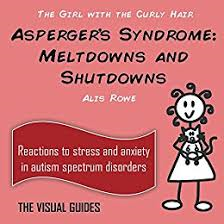 The Girl with the Curly Hair
Asperger's Syndrome:
Meltdowns and
Shutdowns
Alis Rowe
Reactions to stress and anxiety
in autism spectrum disorders
THE VISUAL GUIDES